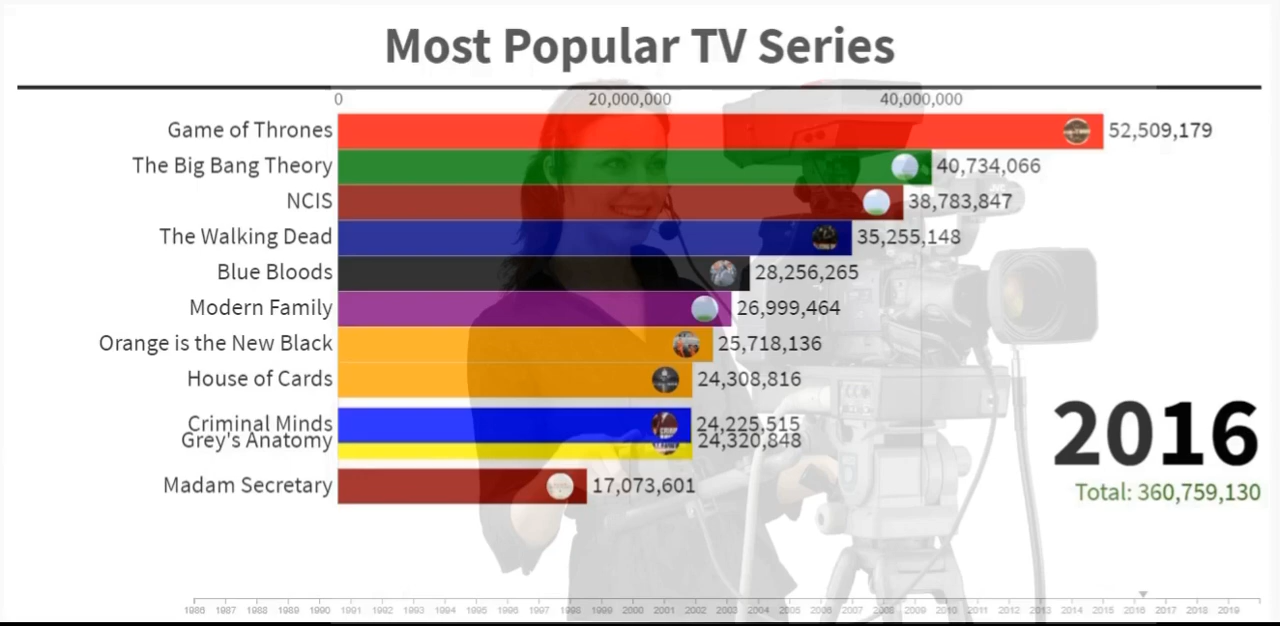 Most Popular TV Series
0 20,000,000 40,000,000
Game of Thrones 52,509,179
The Big Bang Theory 40,734,066
NCIS 38,783,847
The Walking Dead 35,255,148
Blue Bloods 28,256,265
Modern Family 26,999,464
Orange is the New Black 25,718,136
House of Cards 24,308,816
Criminal Minds 24,225,515
Grey's Anatomy 24,320,848
2016
Madam Secretary 17,073,601
Total: 360,759,130
1986 1987 1988 1989 1990 1991 1992 1993 1994 1995 1996 1997 1998 1999 2000 2001 2002 2003 2004 2005 2006 2007 2008 2009 2010 2011 2012 2013 2014 2015 2016 2017 2018 2019